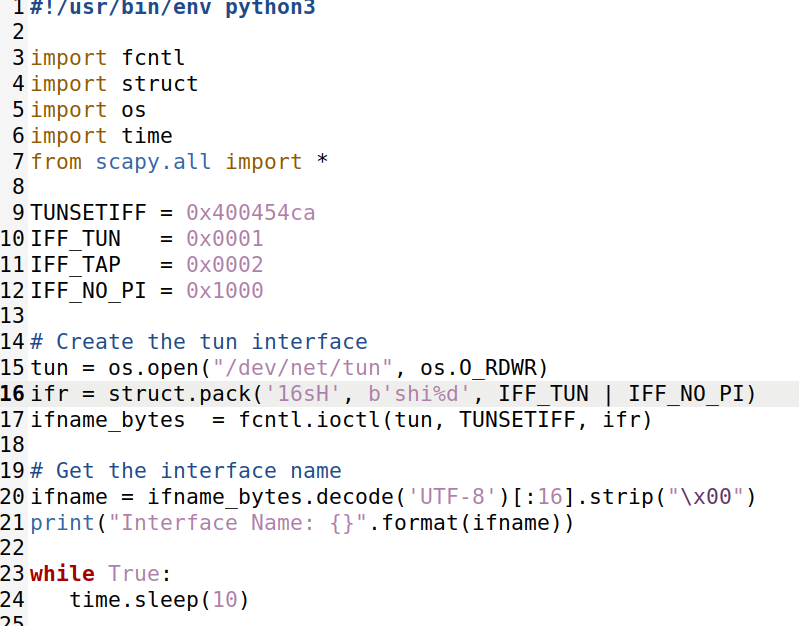 1 #!/usr/bin/env python3
2
3 import fcntl
4 import struct
5 import os
6 import time
7 from scapy.all import *
8
9 TUNSETIFF = 0x400454ca
10 IFF_TUN   = 0x0001
11 IFF_TAP   = 0x0002
12 IFF_NO_PI = 0x1000
13
14 # Create the tun interface
15 tun = os.open("/dev/net/tun", os.O_RDWR)
16 ifr = struct.pack('16sH', b'shi%d', IFF_TUN | IFF_NO_PI)
17 ifname_bytes  = fcntl.ioctl(tun, TUNSETIFF, ifr)
18
19 # Get the interface name
20 ifname = ifname_bytes.decode('UTF-8')[:16].strip("\x00")
21 print("Interface Name: {}".format(ifname))
22
23 while True:
24    time.sleep(10)
25